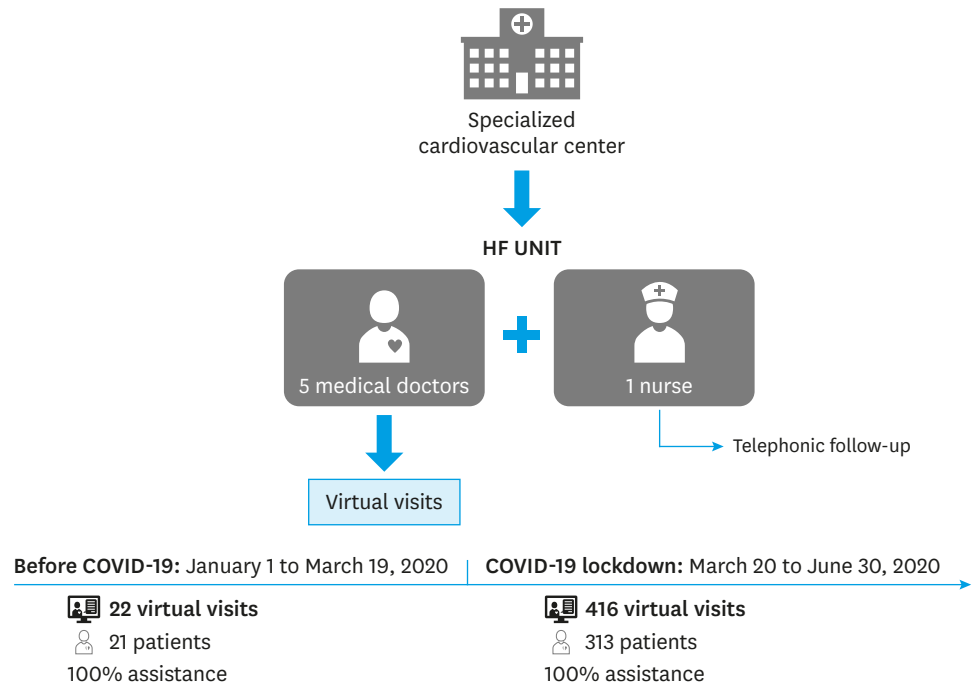 Specialized
cardiovascular center
HF UNIT
5 medical doctors
1 nurse
Telephonic follow-up
Virtual visits
Before COVID-19: January 1 to March 19, 2020
COVID-19 lockdown: March 20 to June 30, 2020
22 virtual visits
21 patients
100% assistance
416 virtual visits
313 patients
100% assistance